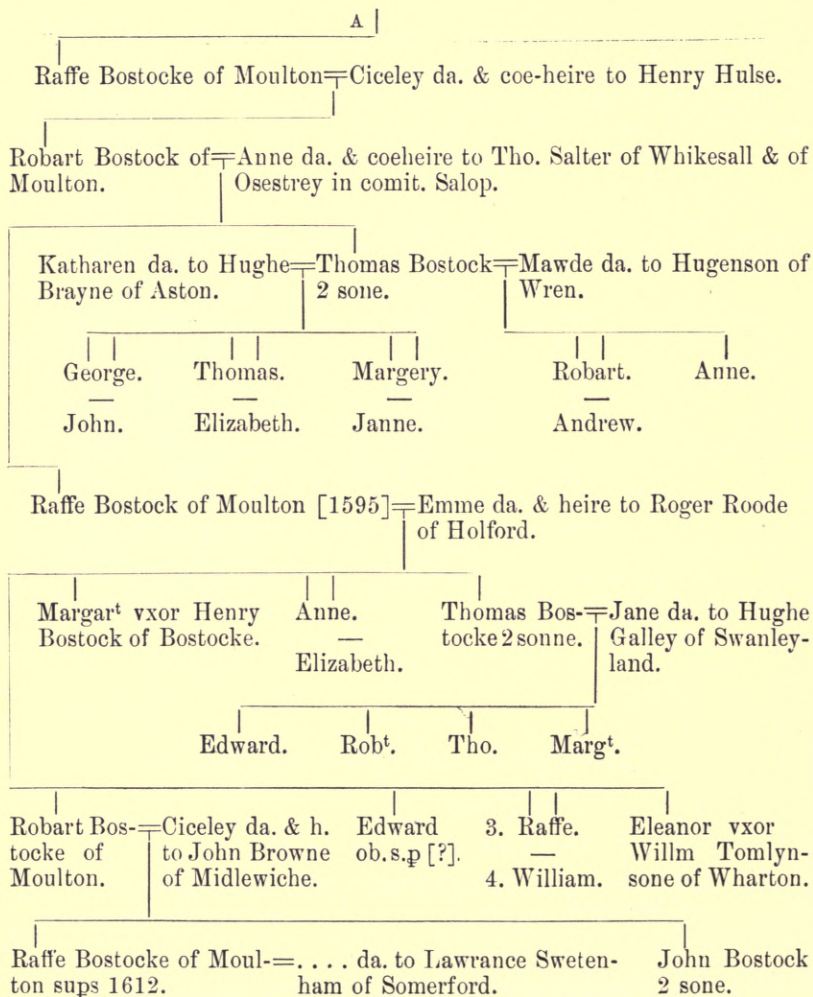 A
Raffe Bostocke of Moulton=Ciceley da. & coe-heire to Henry Hulse.
Robart Bostock of=Anne da. & coeheire to Tho. Salter of Whikesall & of
Moulton. Osestrey in comit. Salop.
Katharen da. to Hughe=Thomas Bostock=Mawde da. to Hugenson of
Brayne of Aston. 2 sone. Wren.
George. Thomas. Margery. Robart. Anne.
— — — —
John. Elizabeth. Janne. Andrew.
Raffe Bostock of Moulton [1595]=Emme da. & heire to Roger Roode
of Holford.
Margarᵗ vxor Henry Anne. Thomas Bos-=Jane da. to Hughe
Bostock of Bostocke. — tocke 2 sonne. Galley of Swanley-
Elizabeth. land.
Edward. Robᵗ. Tho. Margᵗ.
Robart Bos-=Ciceley da. & h. Edward 3. Raffe. Eleanor vxor
tocke of to John Browne ob. s.p [?]. — Willm Tomlyn-
Moulton. of Midlewiche. 4. William. sone of Wharton.
Raffe Bostocke of Moul-=. . . . da. to Lawrance Sweten- John Bostock
ton sups 1612. ham of Somerford. 2 sone.